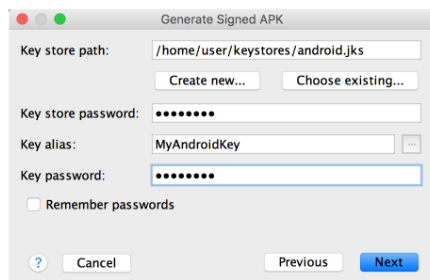 Generate Signed APK
Key store path: /home/user/keystores/android.jks
Create new... Choose existing...
Key store password: ••••••••
Key alias: MyAndroidKey ...
Key password: ••••••••
Remember passwords
? Cancel Previous Next